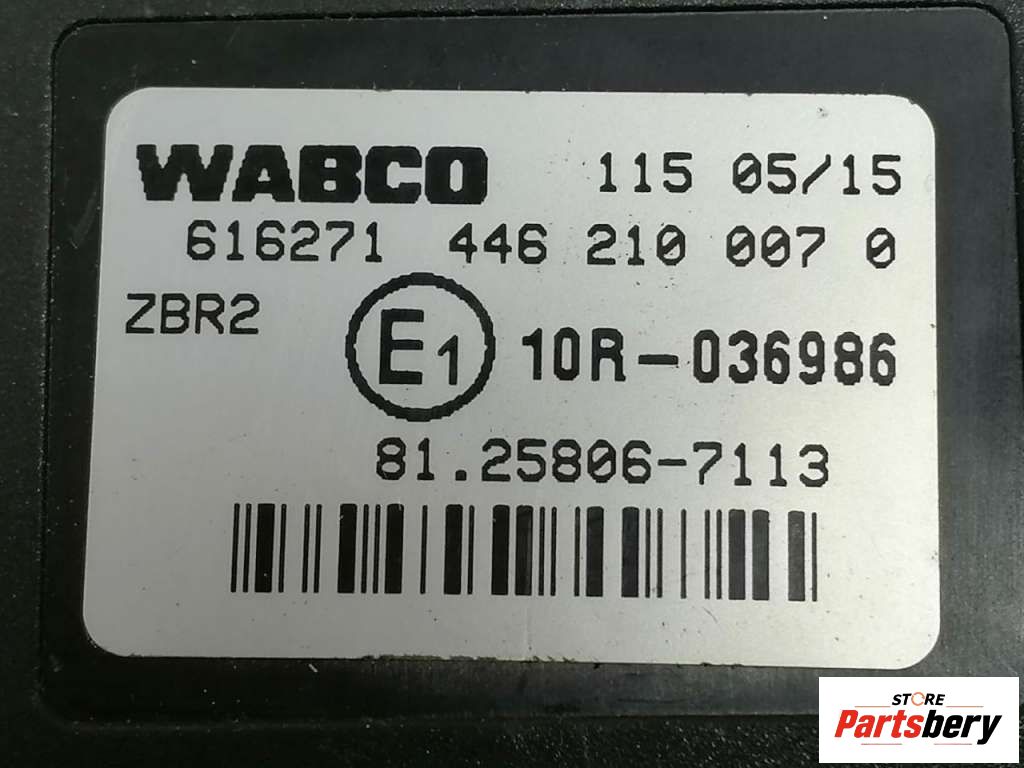 WABCO 115 05/15
616271 446 210 007 0
ZBR2 E1 10R-036986
81.25806-7113
STORE
Partsbery